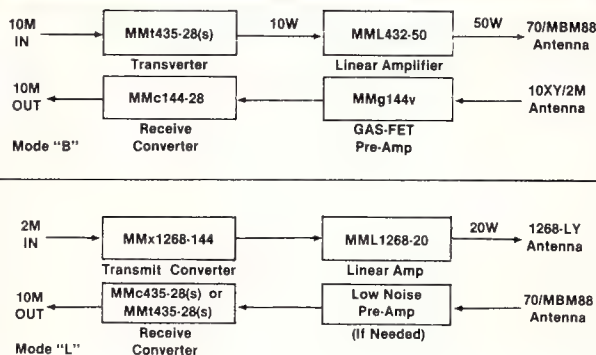 10M IN
MMt435-28(s)
Transverter
10W
MML432-50
Linear Amplifier
50W
70/MBM88 Antenna
10M OUT
MMc144-28
Receive Converter
MMg144v
GAS-FET Pre-Amp
10XY/2M Antenna
Mode "B"
2M IN
MMx1268-144
Transmit Converter
MML1268-20
Linear Amp
20W
1268-LY Antenna
10M OUT
MMc435-28(s) or
MMt435-28(s)
Receive Converter
Low Noise
Pre-Amp
(If Needed)
70/MBM88 Antenna
Mode "L"